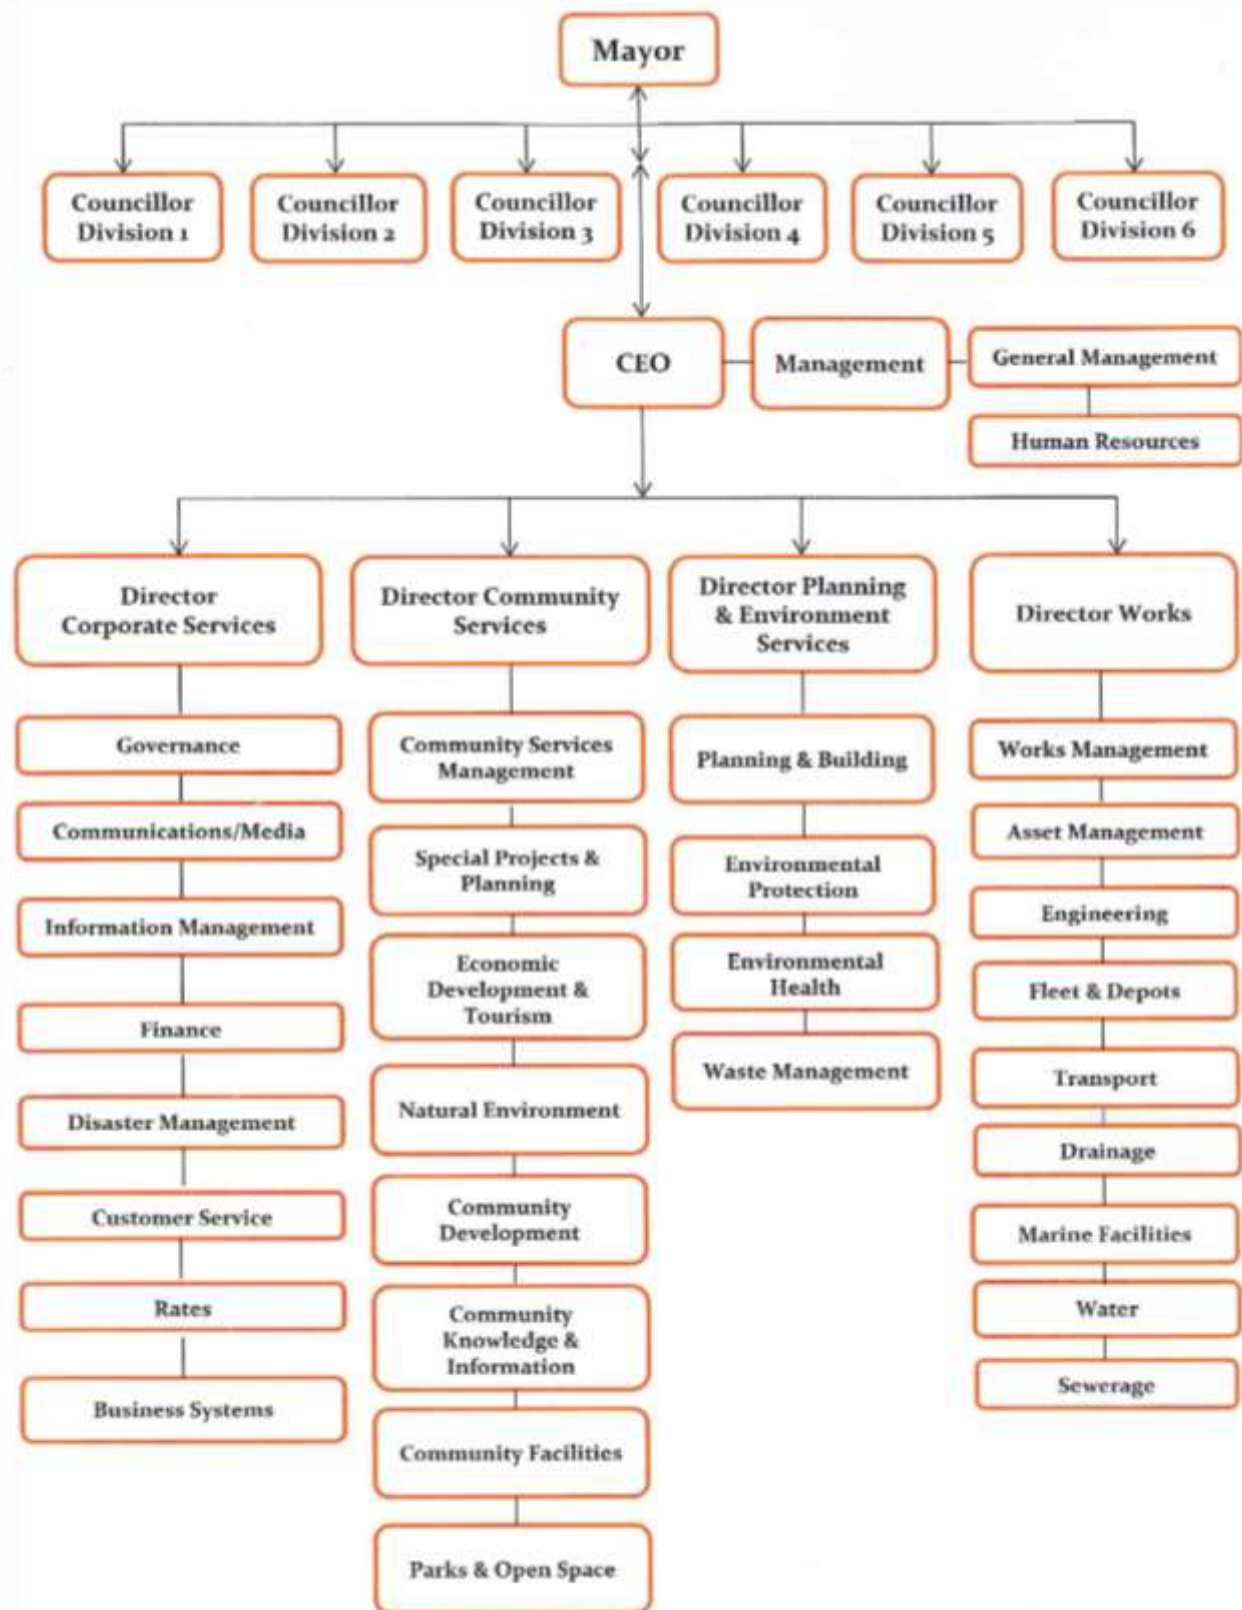 Mayor
Councillor
Division 1
Councillor
Division 2
Councillor
Division 3
Councillor
Division 4
Councillor
Division 5
Councillor
Division 6
CEO
Management
General Management
Human Resources
Director
Corporate Services
Governance
Communications/Media
Information Management
Finance
Disaster Management
Customer Service
Rates
Business Systems
Director Community
Services
Community Services
Management
Special Projects &
Planning
Economic
Development &
Tourism
Natural Environment
Community
Development
Community
Knowledge &
Information
Community Facilities
Parks & Open Space
Director Planning
& Environment
Services
Planning & Building
Environmental
Protection
Environmental
Health
Waste Management
Director Works
Works Management
Asset Management
Engineering
Fleet & Depots
Transport
Drainage
Marine Facilities
Water
Sewerage